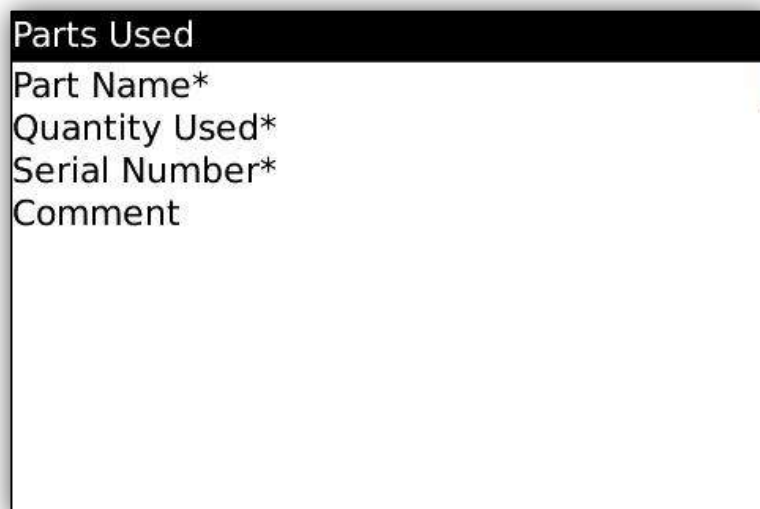 Parts Used
Part Name*
Quantity Used*
Serial Number*
Comment